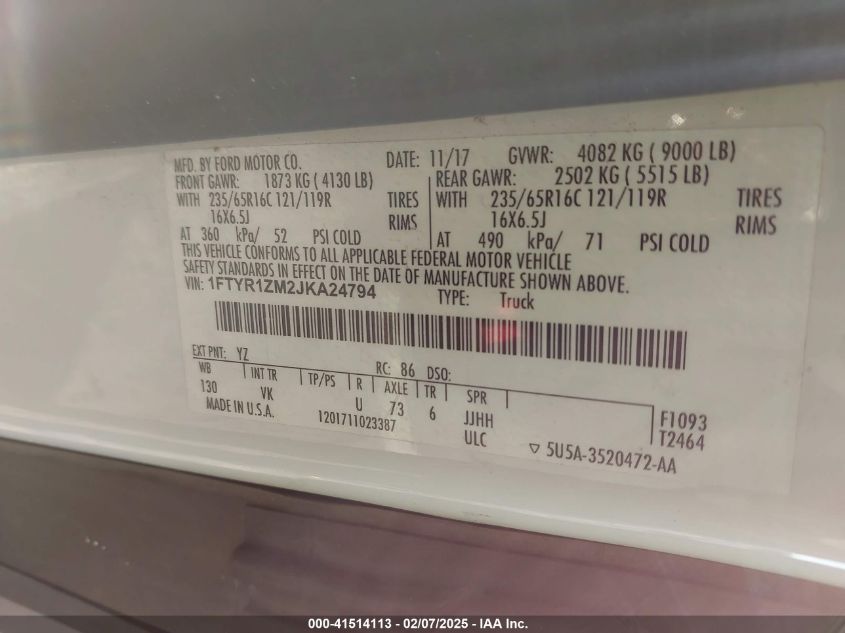 MFD. BY FORD MOTOR CO. DATE: 11/17 GVWR: 4082 KG ( 9000 LB)
FRONT GAWR: 1873 KG ( 4130 LB) REAR GAWR: 2502 KG ( 5515 LB)
WITH 235/65R16C 121/119R TIRES WITH 235/65R16C 121/119R TIRES
16X6.5J RIMS 16X6.5J RIMS
AT 360 kPa/ 52 PSI COLD AT 490 kPa/ 71 PSI COLD
THIS VEHICLE CONFORMS TO ALL APPLICABLE FEDERAL MOTOR VEHICLE
SAFETY STANDARDS IN EFFECT ON THE DATE OF MANUFACTURE SHOWN ABOVE.
VIN: 1FTYR1ZM2JKA24794 TYPE: Truck
EXT PNT: YZ RC: 86 DSO:
WB INT TR TP/PS R AXLE TR SPR
130 VK U 73 6 JJHH F1093
MADE IN U.S.A. 1201711023387 ULC T2464
5U5A-3520472-AA
000-41514113 - 02/07/2025 - IAA Inc.